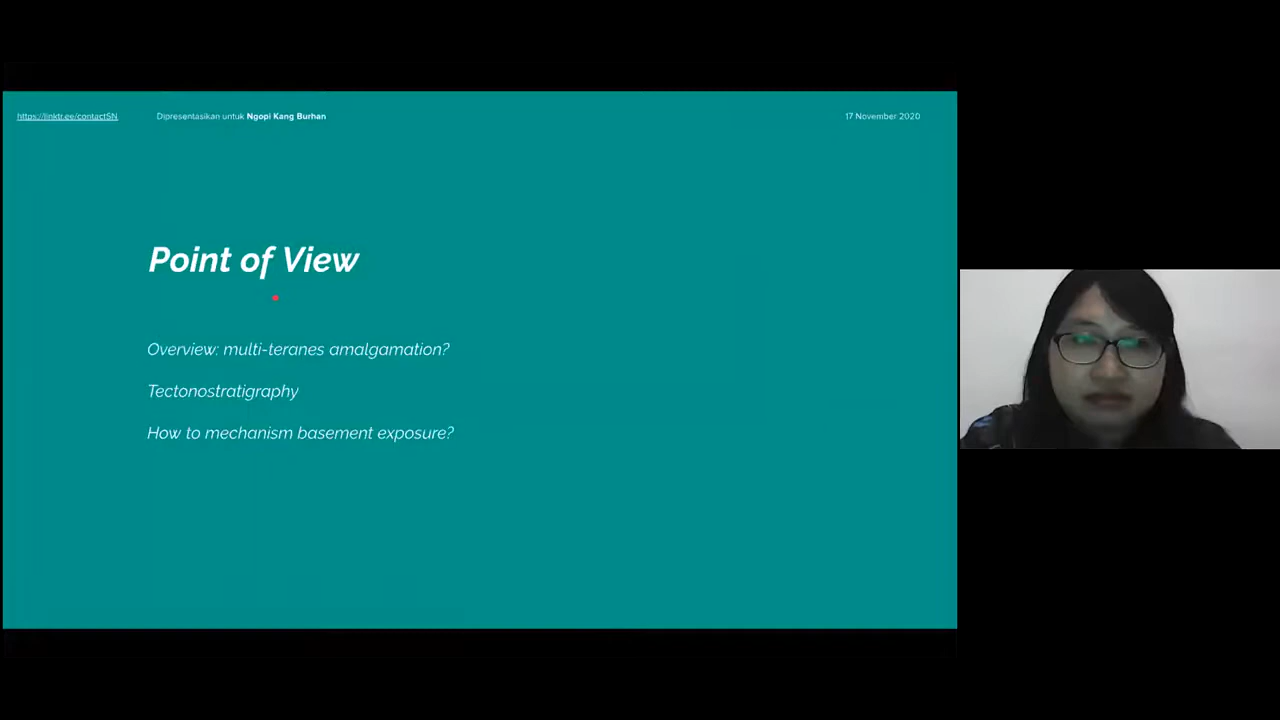 https://linktr.ee/contactSN
Dipresentasikan untuk Ngopi Kang Burhan
17 November 2020
Point of View
Overview: multi-teranes amalgamation?
Tectonostratigraphy
How to mechanism basement exposure?